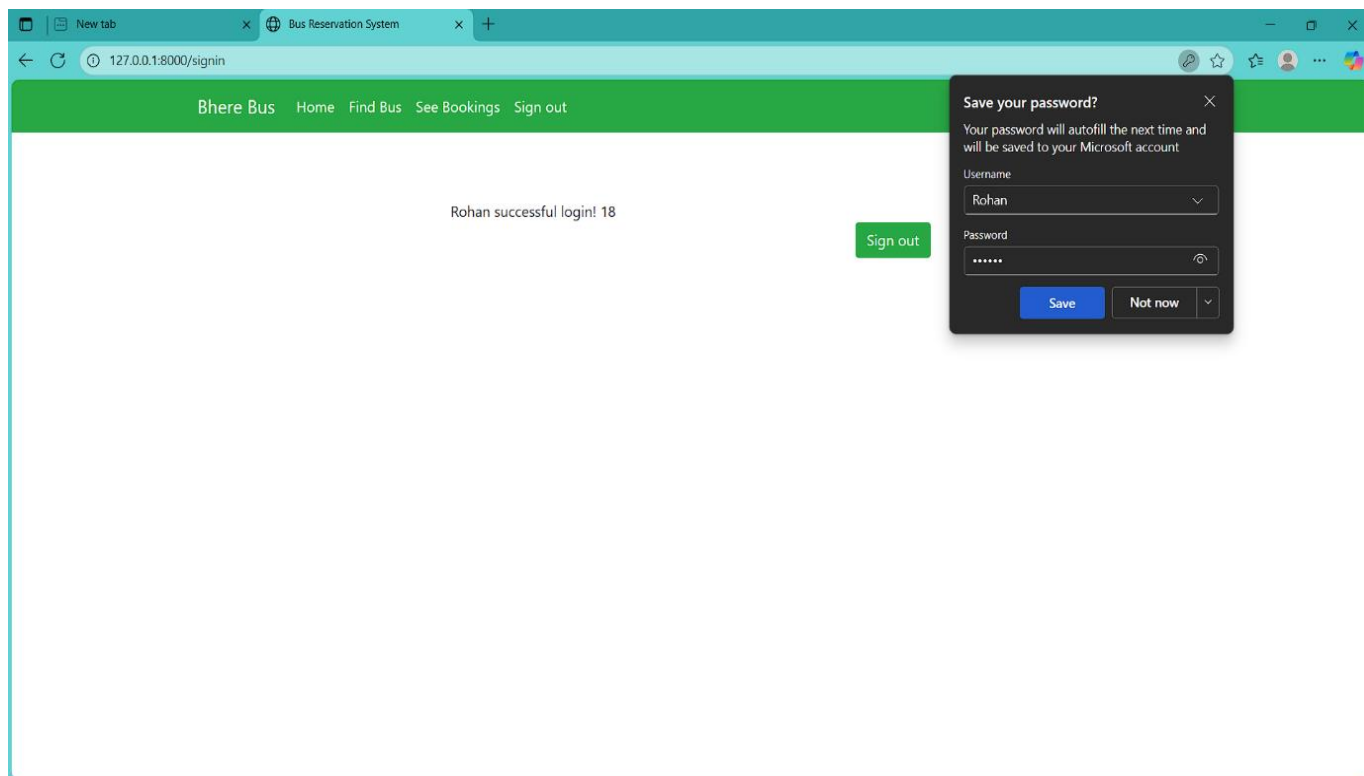 New tab
Bus Reservation System
127.0.0.1:8000/signin
Bhere Bus Home Find Bus See Bookings Sign out
Rohan successful login! 18
Sign out
Save your password?
Your password will autofill the next time and
will be saved to your Microsoft account
Username
Rohan
Password
••••••
Save Not now